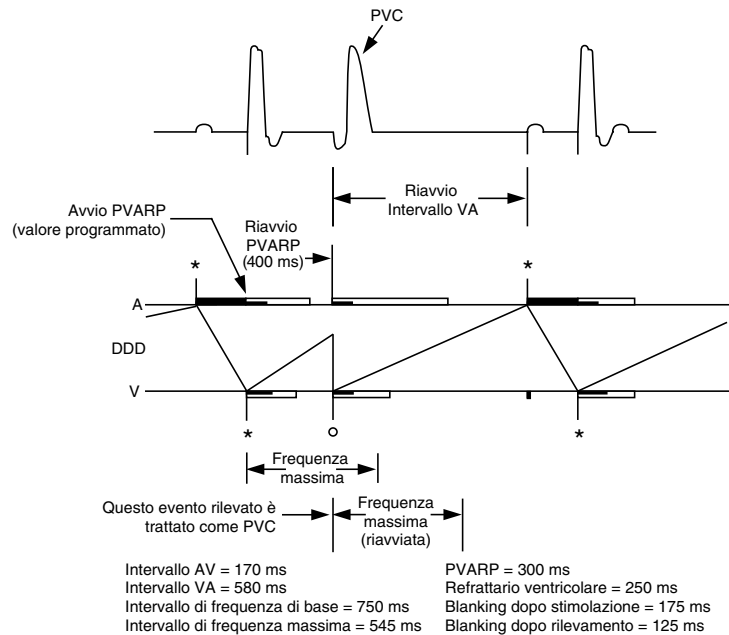 PVC
Riavvio
Intervallo VA
Avvio PVARP
(valore programmato)
Riavvio
PVARP
(400 ms)
*
*
A
DDD
V
*
*
Frequenza
massima
Questo evento rilevato è
trattato come PVC
Frequenza
massima
(riavviata)
Intervallo AV = 170 ms
Intervallo VA = 580 ms
Intervallo di frequenza di base = 750 ms
Intervallo di frequenza massima = 545 ms
PVARP = 300 ms
Refrattario ventricolare = 250 ms
Blanking dopo stimolazione = 175 ms
Blanking dopo rilevamento = 125 ms